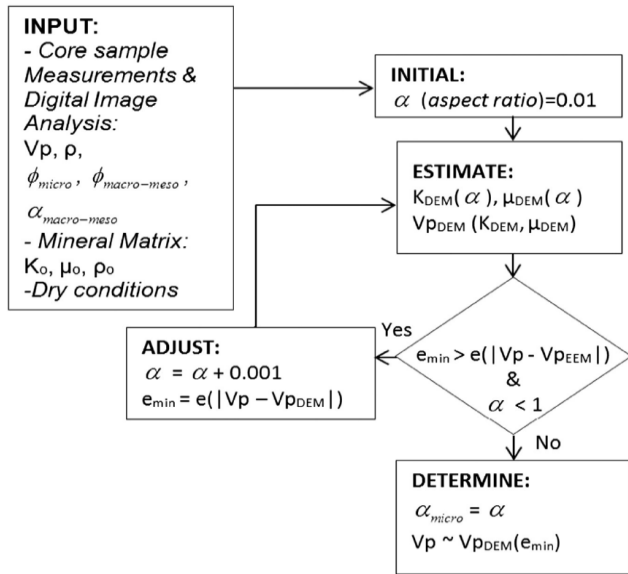 INPUT:
- Core sample
Measurements &
Digital Image
Analysis:
Vp, ρ,
ϕmicro, ϕmacro−meso,
αmacro−meso
- Mineral Matrix:
Ko, μo, ρo
-Dry conditions
INITIAL:
α (aspect ratio)=0.01
ESTIMATE:
KDEM(α), μDEM(α)
VpDEM (KDEM, μDEM)
Yes
emin > e(|Vp - VpEEM|)
&
α < 1
ADJUST:
α = α + 0.001
emin = e(|Vp – VpDEM|)
No
DETERMINE:
αmicro = α
Vp ~ VpDEM(emin)